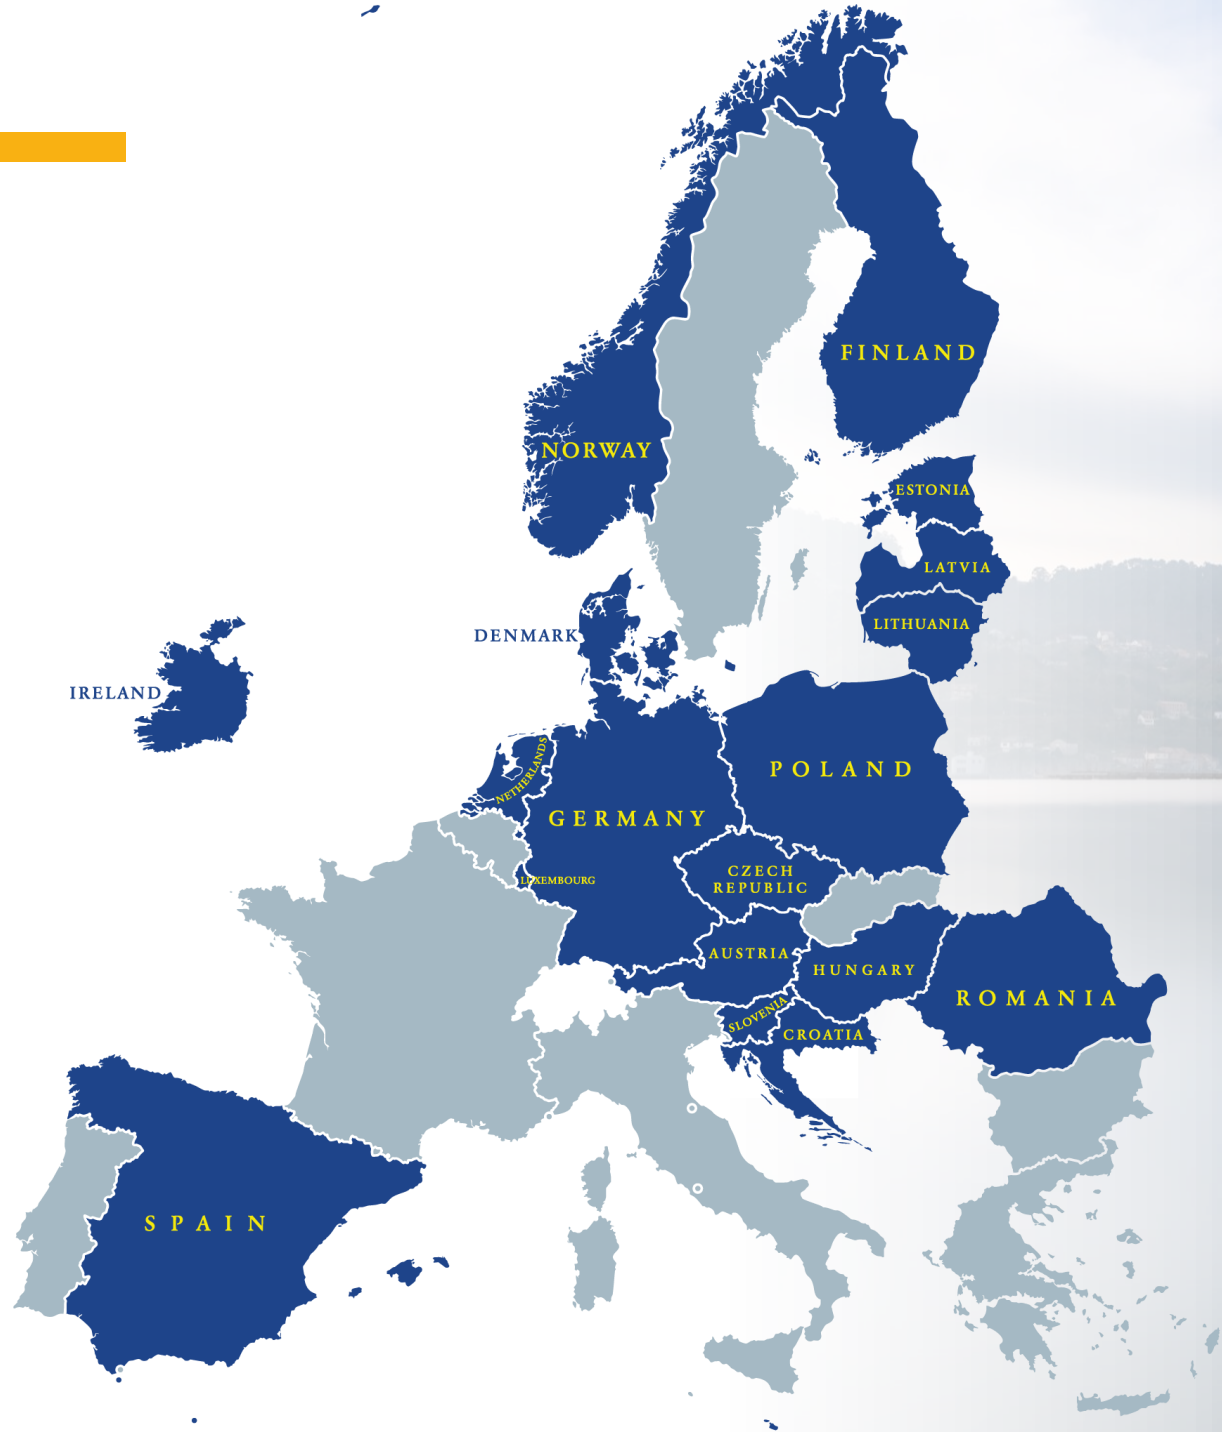 FINLAND
NORWAY
ESTONIA
LATVIA
LITHUANIA
DENMARK
IRELAND
NETHERLANDS
POLAND
GERMANY
CZECH
REPUBLIC
LUXEMBOURG
AUSTRIA
HUNGARY
ROMANIA
SLOVENIA
CROATIA
SPAIN